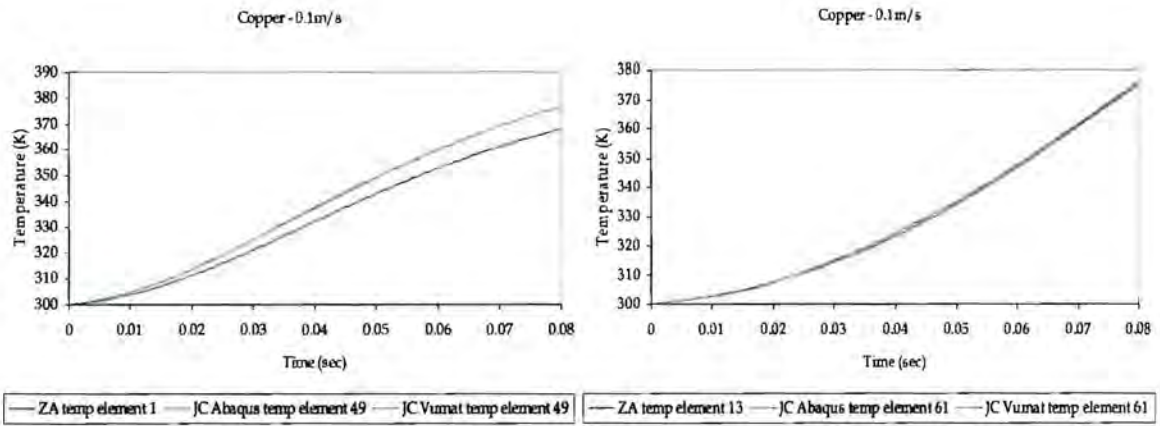 Copper - 0.1m/s
390
380
370
360
350
340
330
320
310
300
Temperature (K)
0 0.01 0.02 0.03 0.04 0.05 0.06 0.07 0.08
Time (sec)
ZA temp element 1 JC Abaqus temp element 49 JC Vumat temp element 49
Copper - 0.1m/s
380
370
360
350
340
330
320
310
300
Temperature (K)
0 0.01 0.02 0.03 0.04 0.05 0.06 0.07 0.08
Time (sec)
ZA temp element 13 JC Abaqus temp element 61 JC Vumat temp element 61